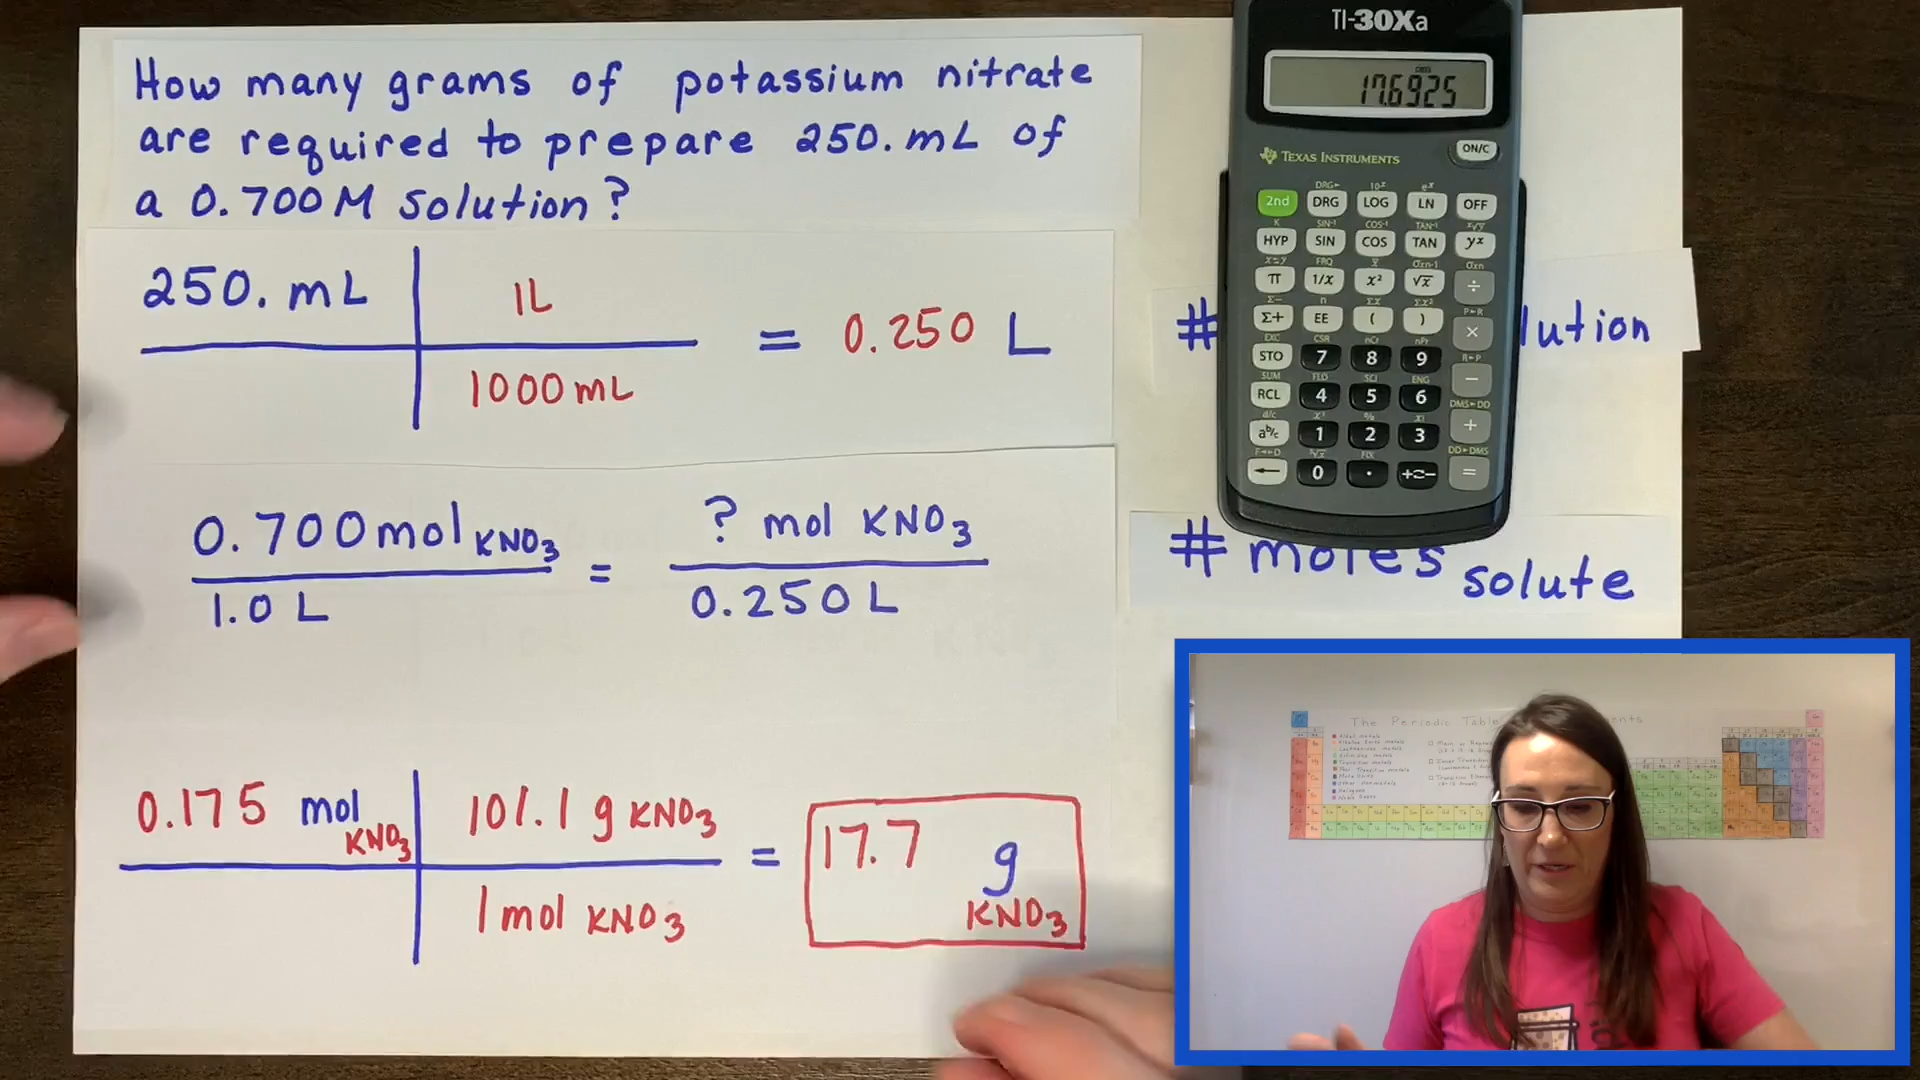 How many grams of potassium nitrate
are required to prepare 250. mL of
a 0.700 M solution?
250. mL
1L
1000 mL
= 0.250 L
# lution
0.700 mol KNO3
1.0 L
=
? mol KNO3
0.250 L
# moles solute
0.175 mol KNO3
101.1 g KNO3
1 mol KNO3
= 17.7 g KNO3
TI-30Xa
17.6925
TEXAS INSTRUMENTS
ON/C
2nd DRG LOG LN OFF
HYP SIN COS TAN yx
π 1/x x² √x ÷
Σ+ EE ( ) ×
STO 7 8 9 −
RCL 4 5 6 +
ab/c 1 2 3
← 0 . +⇄− =
The Periodic Table